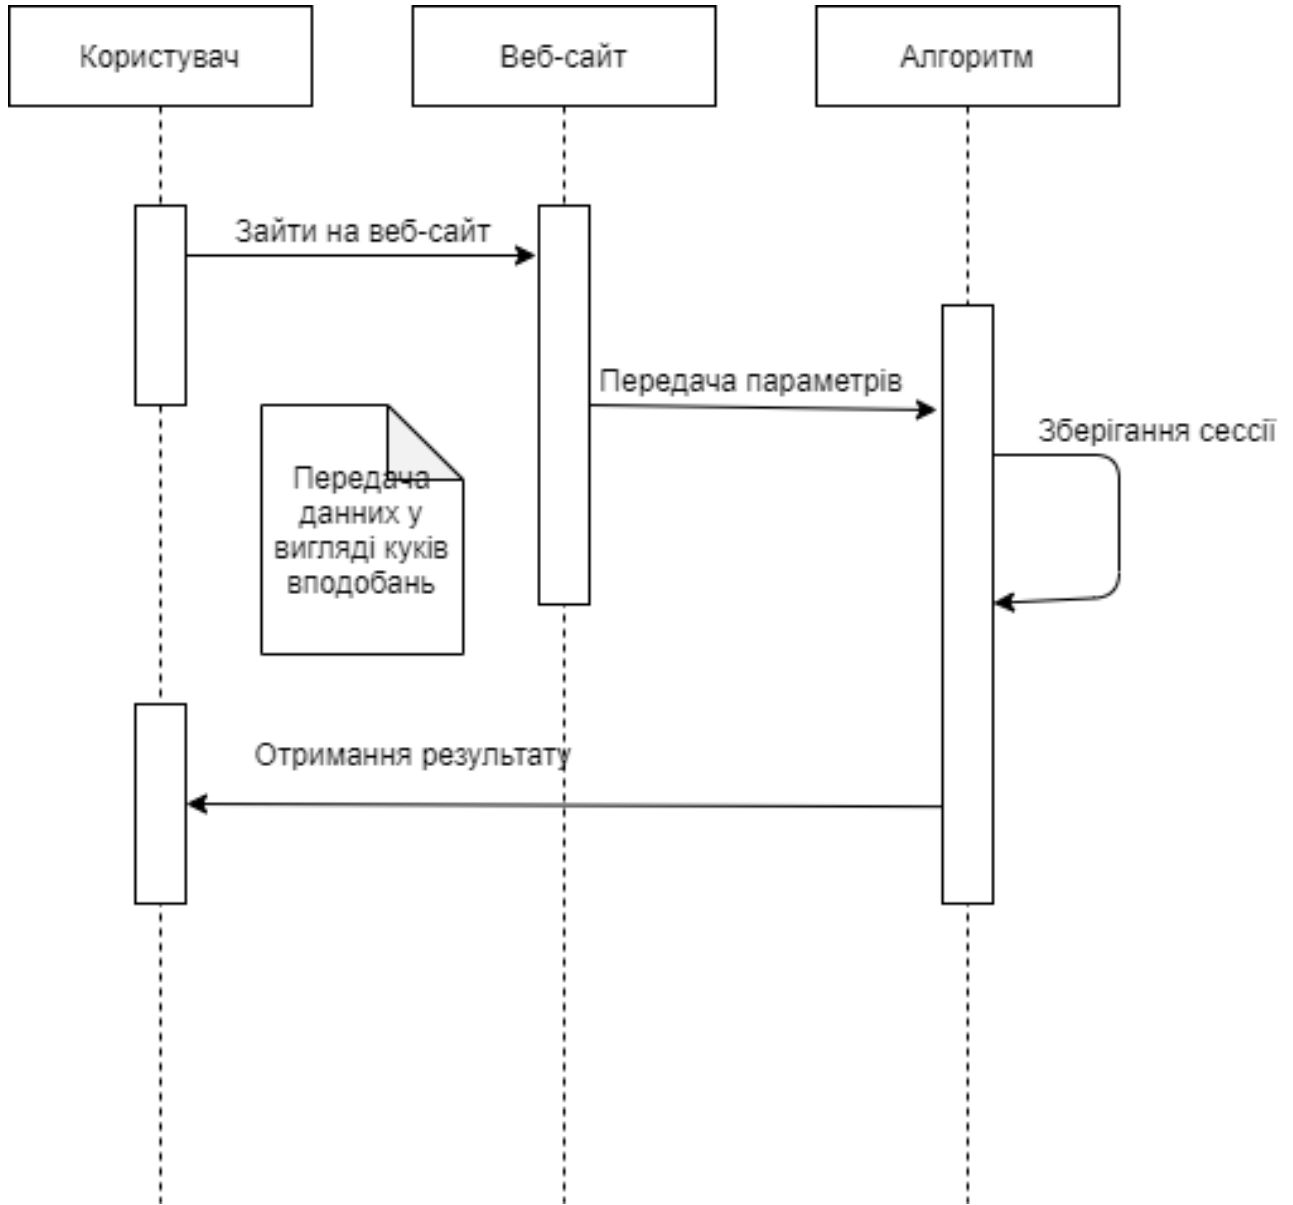 Користувач
Веб-сайт
Алгоритм
Зайти на веб-сайт
Передача параметрів
Зберігання сессії
Передача
данних у
вигляді куків
вподобань
Отримання результату